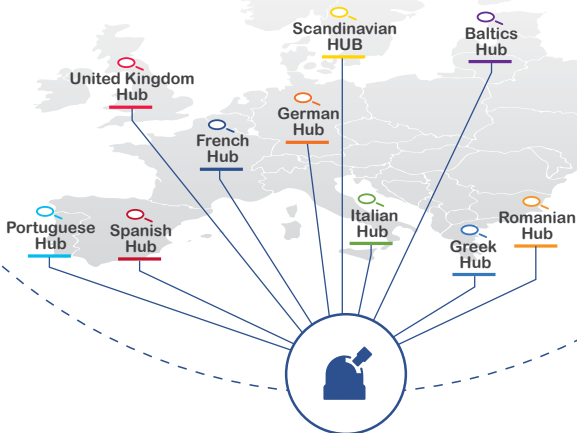 Scandinavian
HUB
Baltics
Hub
United Kingdom
Hub
German
Hub
French
Hub
Portuguese
Hub
Spanish
Hub
Italian
Hub
Greek
Hub
Romanian
Hub